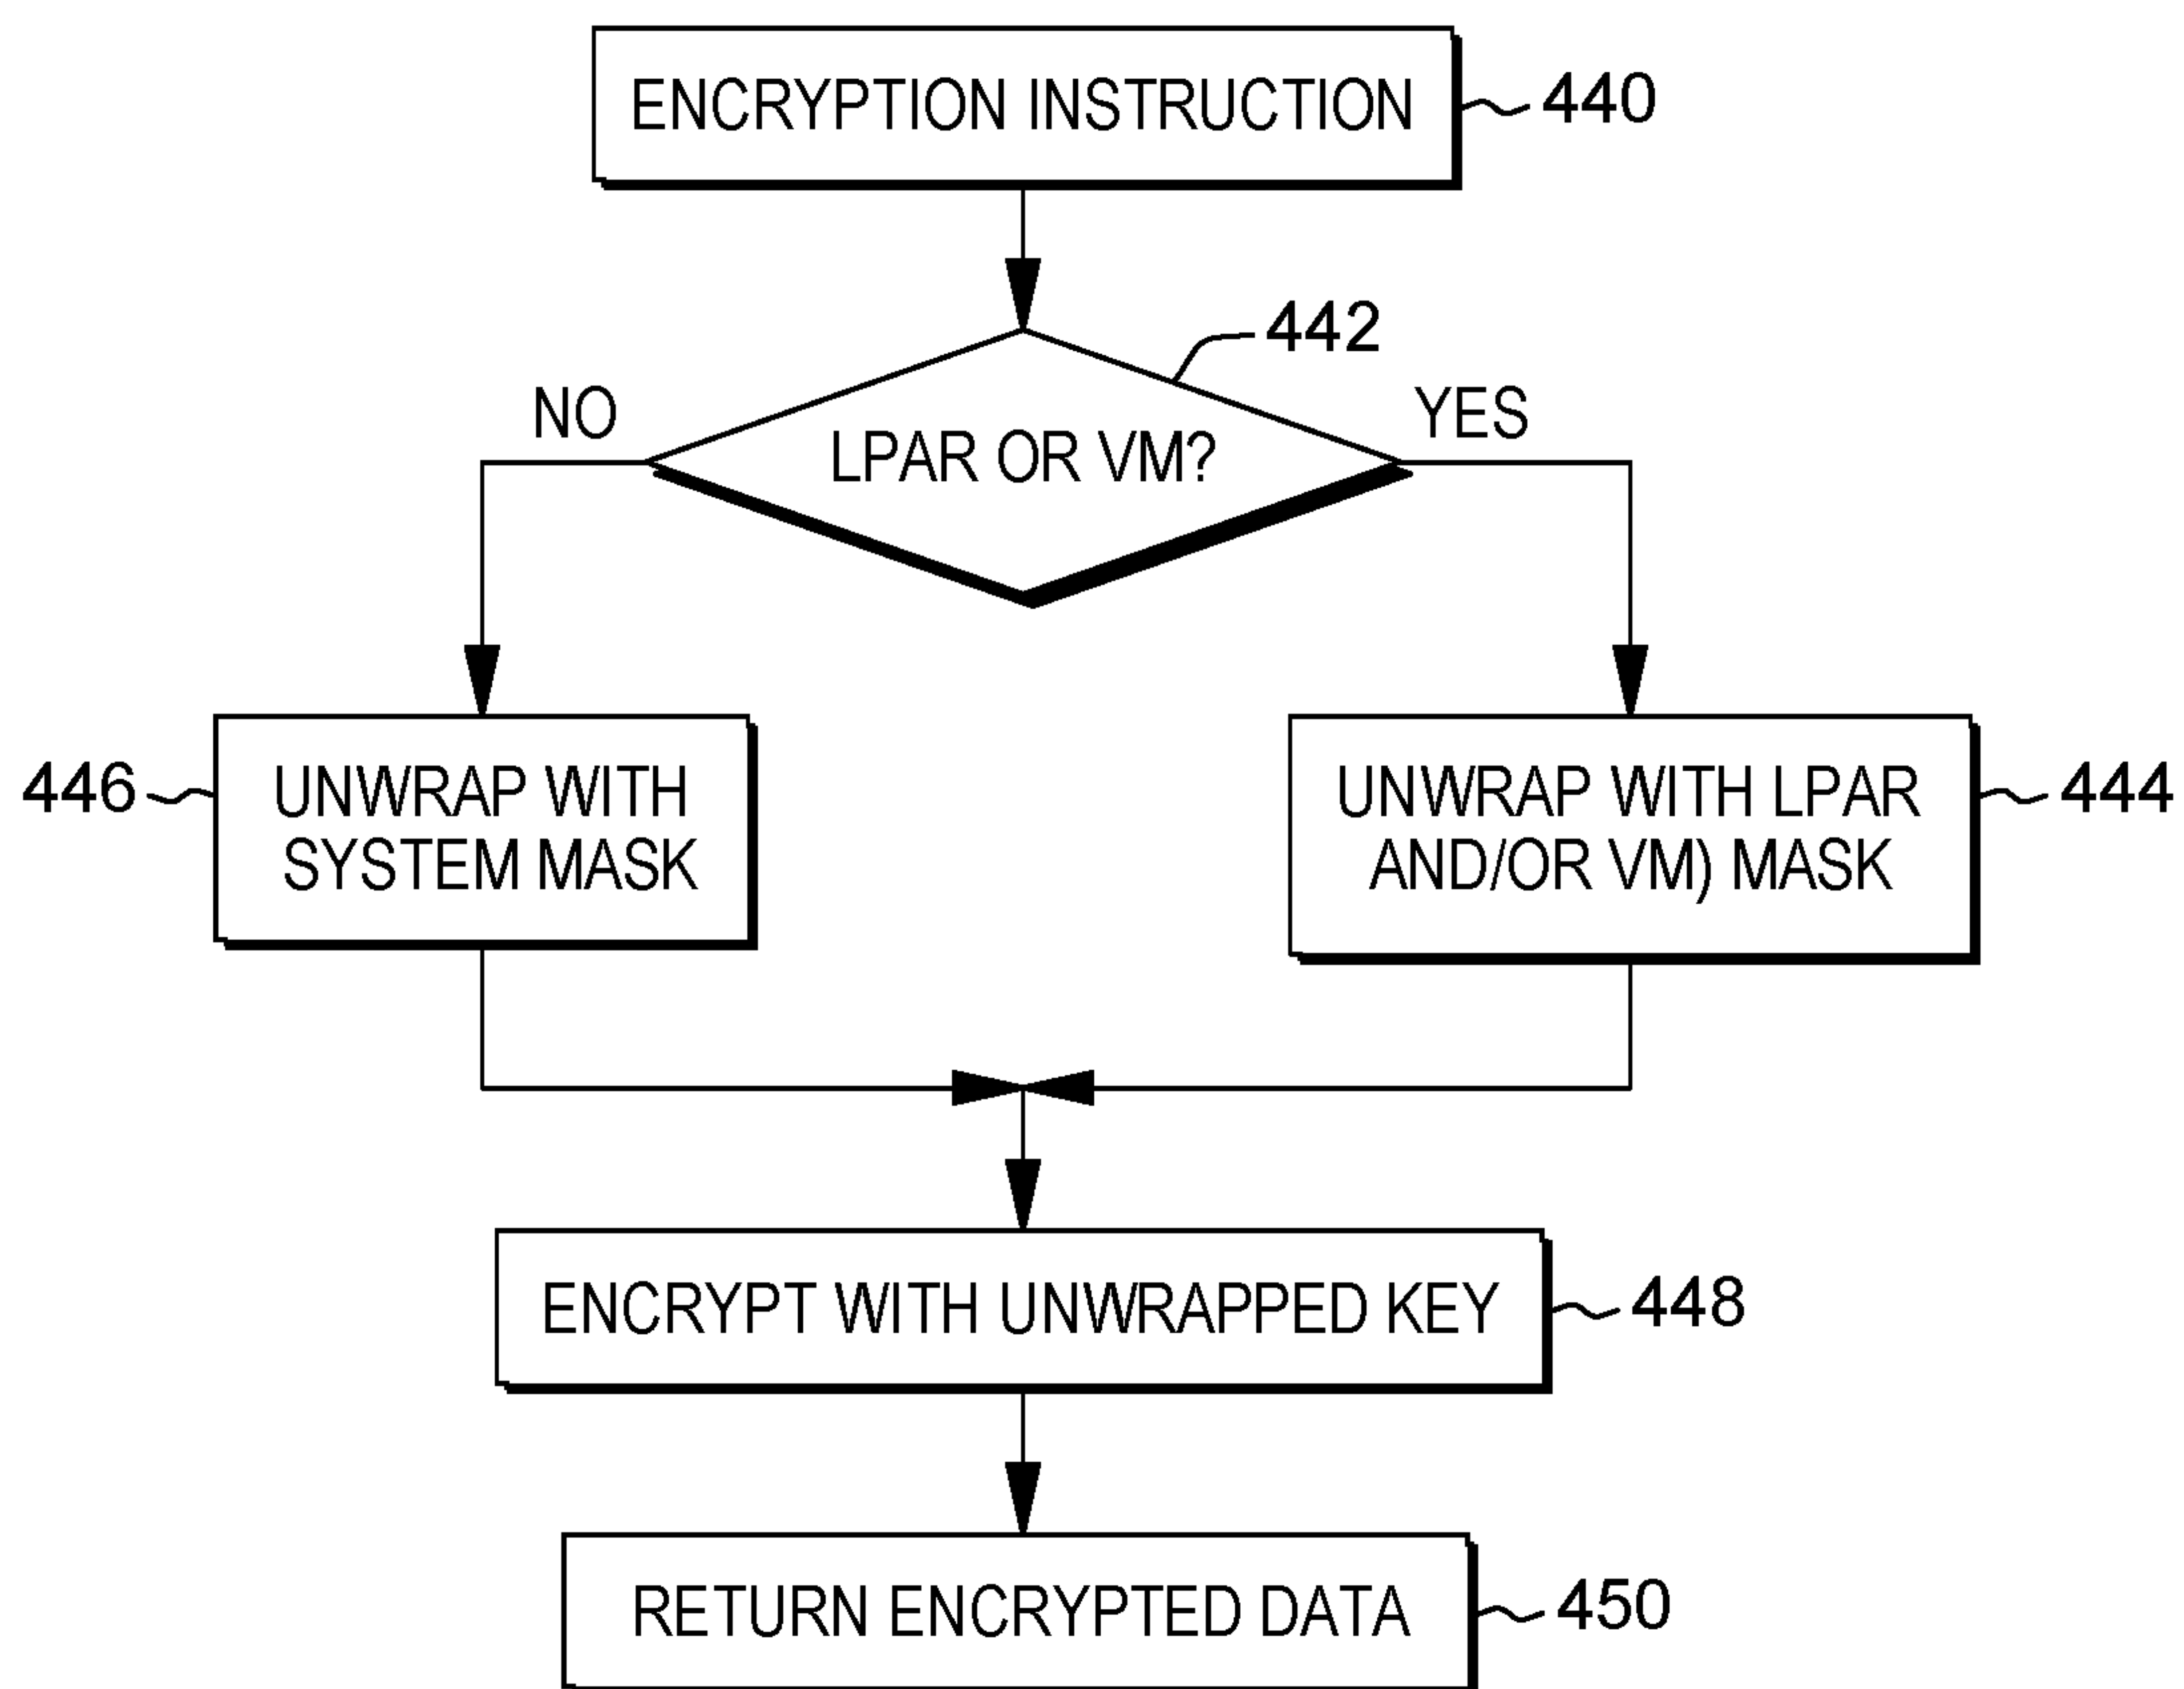 ENCRYPTION INSTRUCTION
440
442
NO
YES
LPAR OR VM?
446
UNWRAP WITH
SYSTEM MASK
UNWRAP WITH LPAR
AND/OR VM) MASK
444
ENCRYPT WITH UNWRAPPED KEY
448
RETURN ENCRYPTED DATA
450